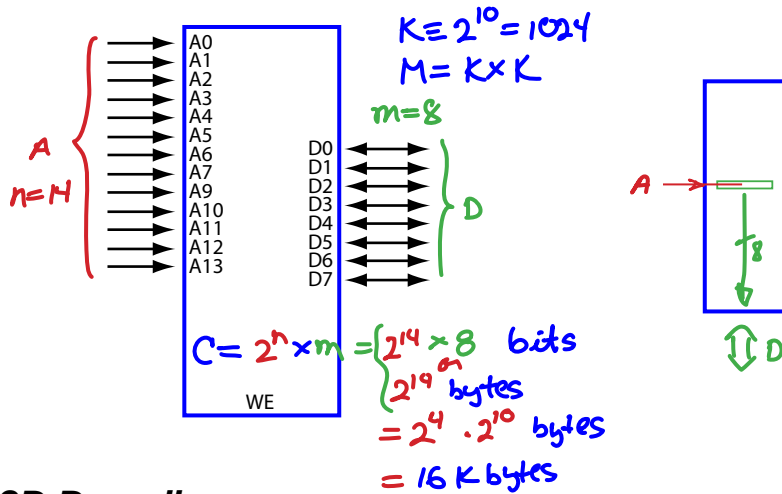 K≡2^10=1024
M= K×K
m=8
A
n=14
A0
A1
A2
A3
A4
A5
A6
A7
A9
A10
A11
A12
A13
D0
D1
D2
D3
D4
D5
D6
D7
D
A
8
D
C= 2^n×m = {2^14 × 8 bits
or
2^14 bytes
= 2^4 . 2^10 bytes
= 16 K bytes
WE